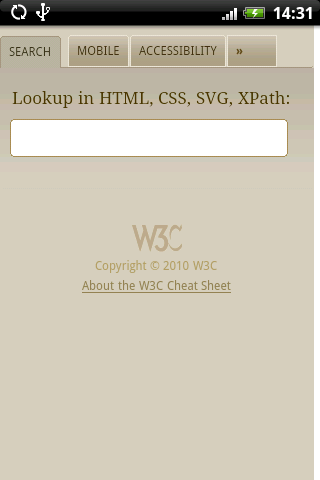 14:31
SEARCH MOBILE ACCESSIBILITY »
Lookup in HTML, CSS, SVG, XPath:
W3C
Copyright © 2010 W3C
About the W3C Cheat Sheet